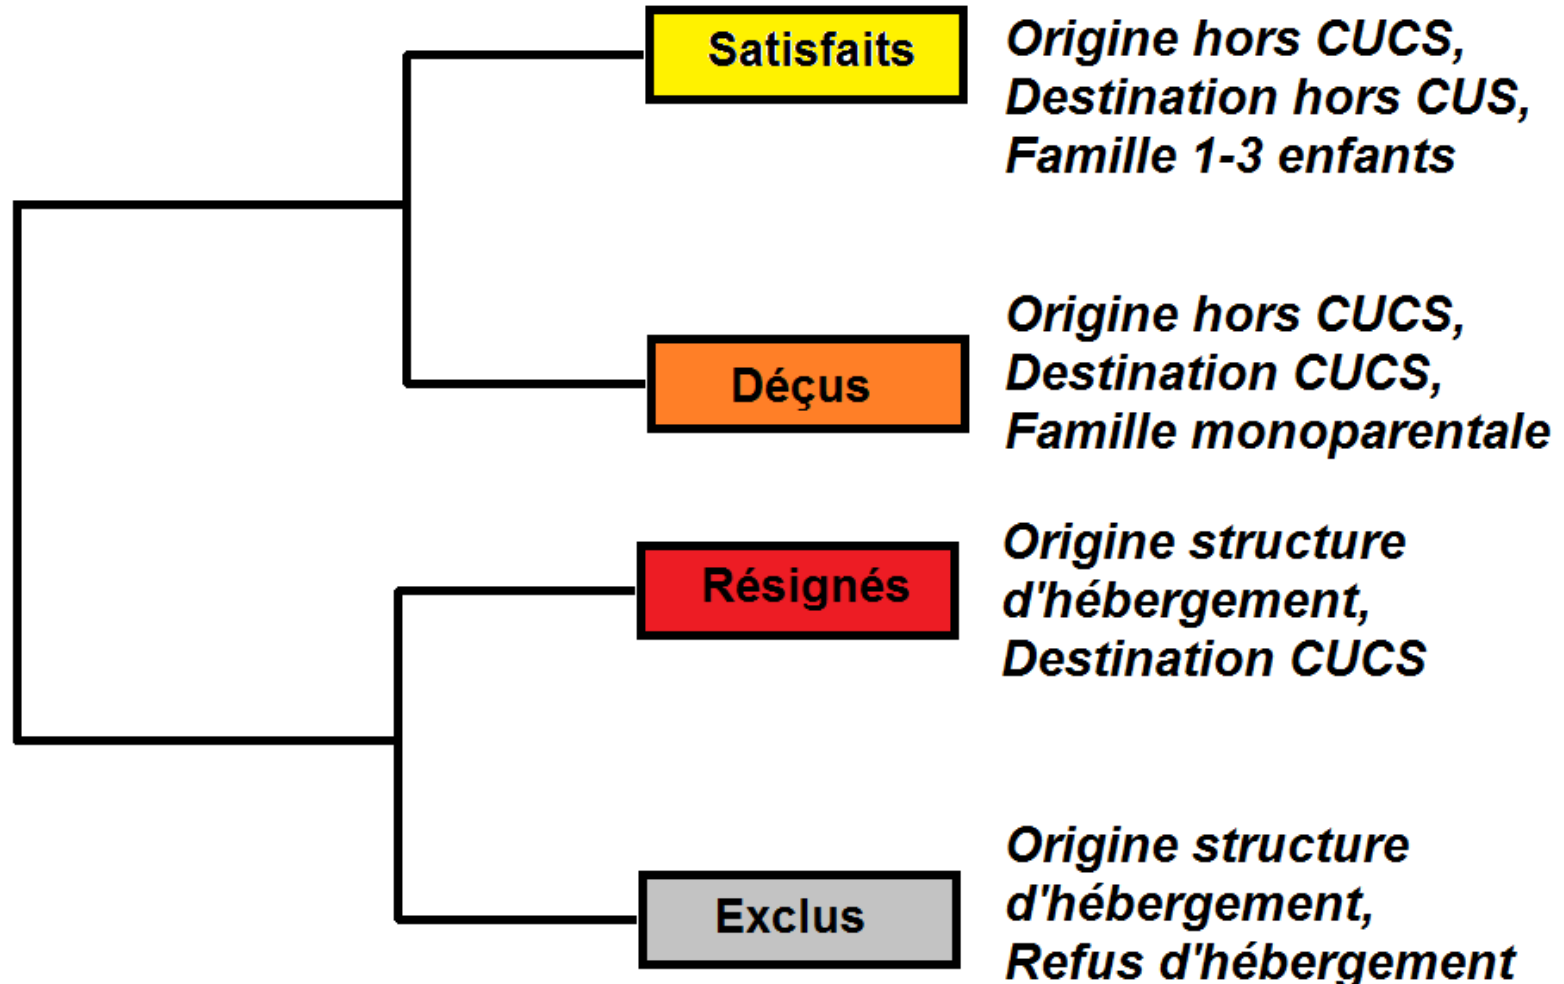 Satisfaits
Origine hors CUCS,
Destination hors CUS,
Famille 1-3 enfants
Déçus
Origine hors CUCS,
Destination CUCS,
Famille monoparentale
Résignés
Origine structure
d'hébergement,
Destination CUCS
Exclus
Origine structure
d'hébergement,
Refus d'hébergement